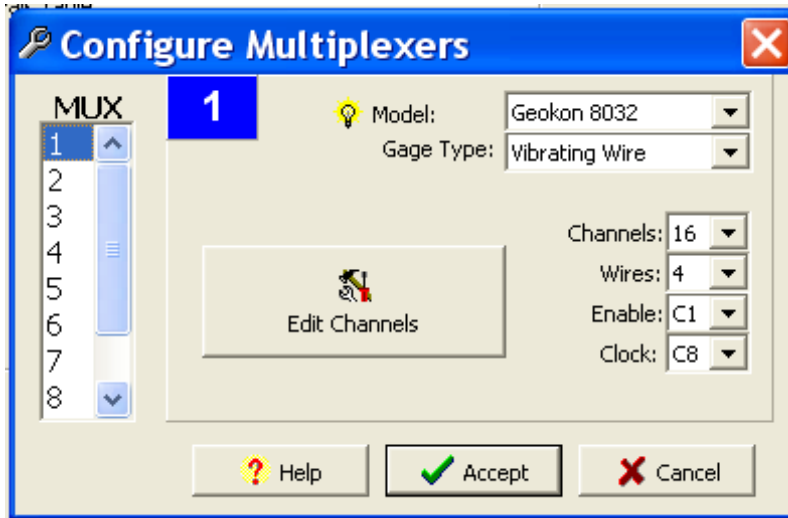 Configure Multiplexers
MUX
1
2
3
4
5
6
7
8
1
Model: Geokon 8032
Gage Type: Vibrating Wire
Channels: 16
Wires: 4
Enable: C1
Clock: C8
Edit Channels
? Help
Accept
Cancel